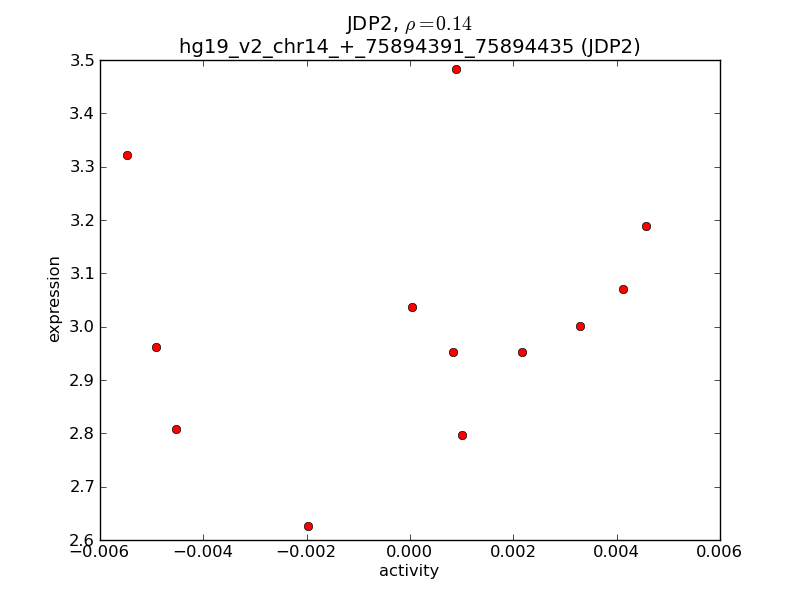 JDP2, ρ=0.14
hg19_v2_chr14_+_75894391_75894435 (JDP2)
3.5
3.4
3.3
3.2
3.1
3.0
2.9
2.8
2.7
2.6
expression
−0.006 −0.004 −0.002 0.000 0.002 0.004 0.006
activity